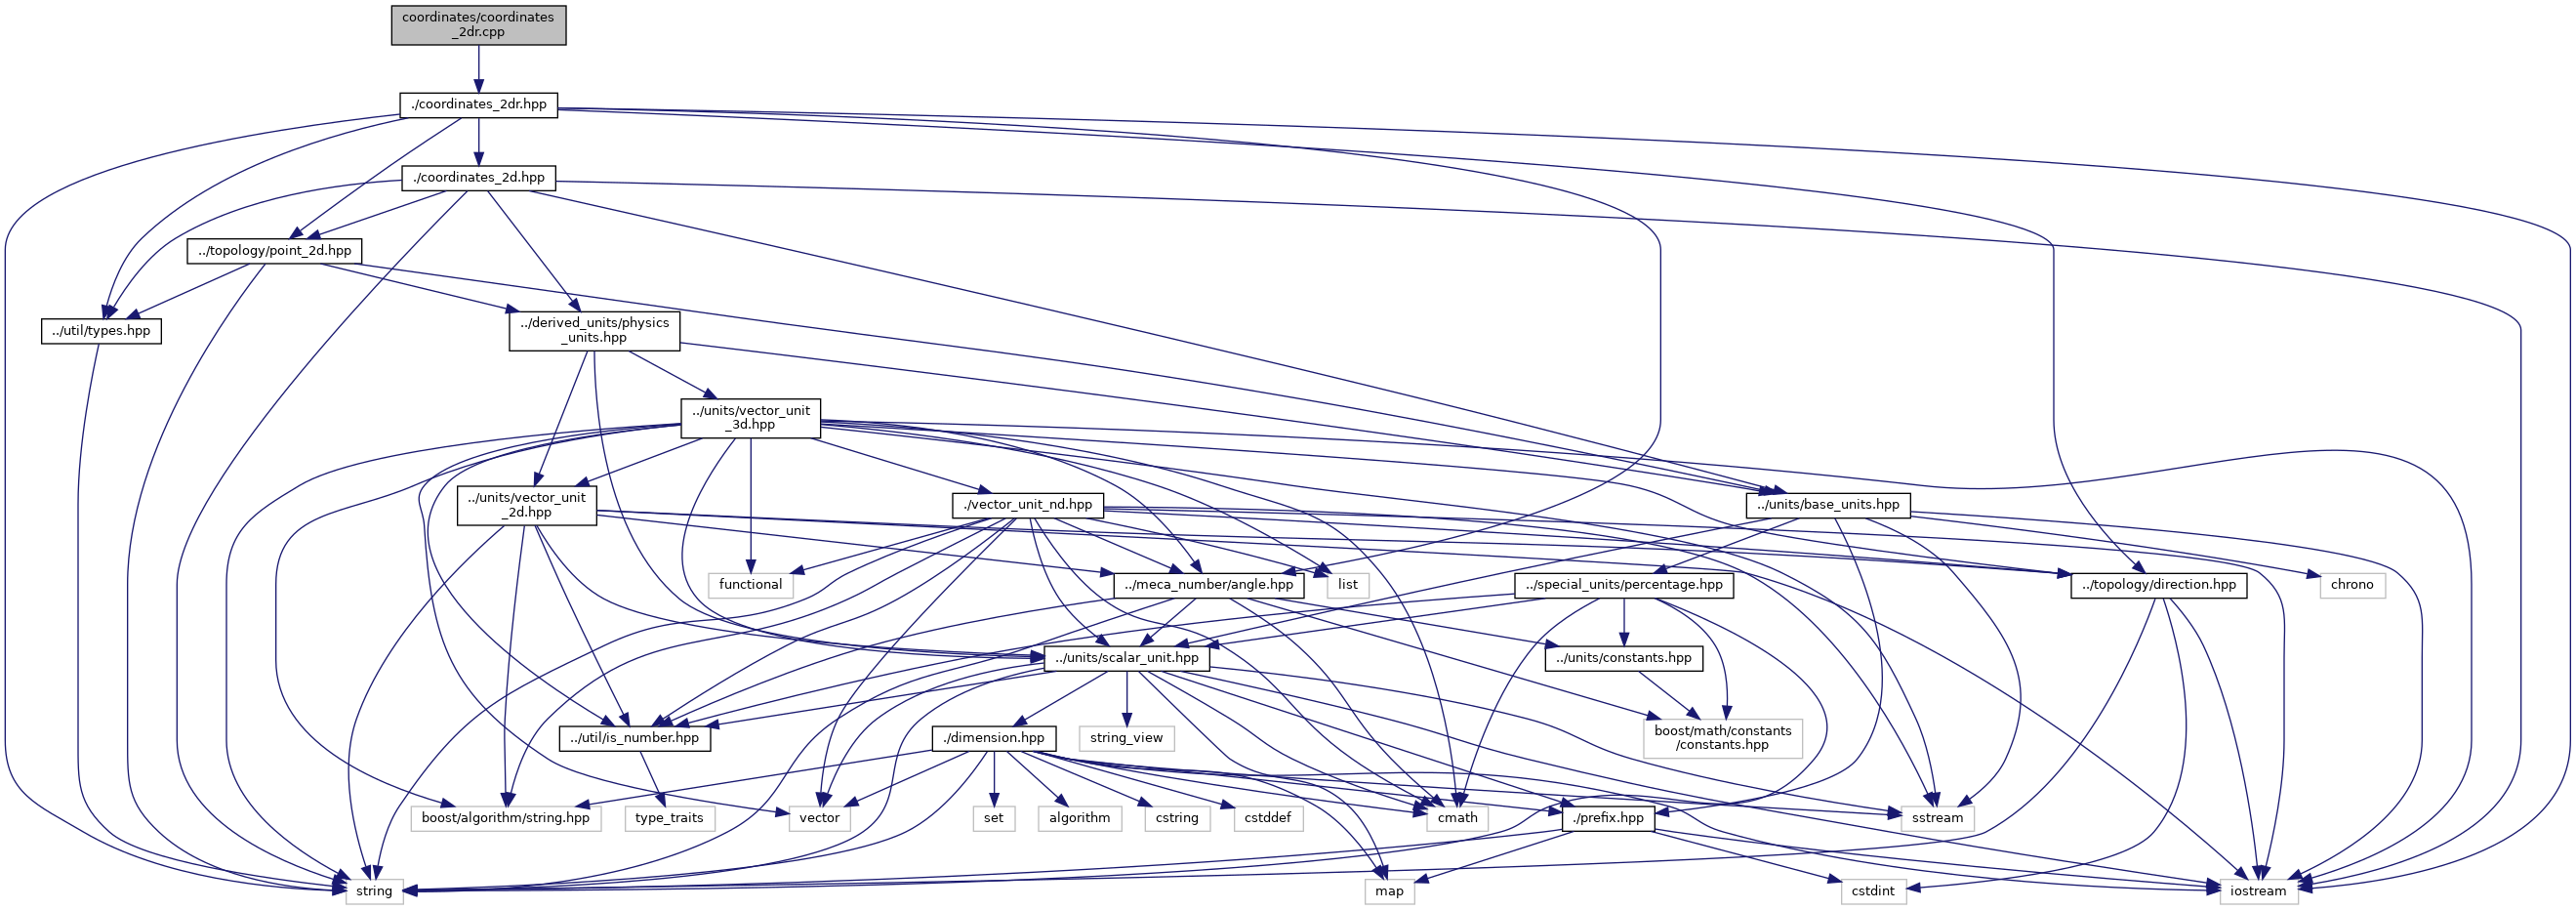 coordinates/coordinates
_2dr.cpp
./coordinates_2dr.hpp
./coordinates_2d.hpp
../topology/point_2d.hpp
../util/types.hpp
../derived_units/physics
_units.hpp
../units/vector_unit
_3d.hpp
../units/vector_unit
_2d.hpp
./vector_unit_nd.hpp
../units/base_units.hpp
functional
../meca_number/angle.hpp
list
../special_units/percentage.hpp
../topology/direction.hpp
chrono
../units/scalar_unit.hpp
../units/constants.hpp
../util/is_number.hpp
./dimension.hpp
string_view
boost/math/constants
/constants.hpp
boost/algorithm/string.hpp
type_traits
vector
set
algorithm
cstring
cstddef
cmath
./prefix.hpp
sstream
string
map
cstdint
iostream